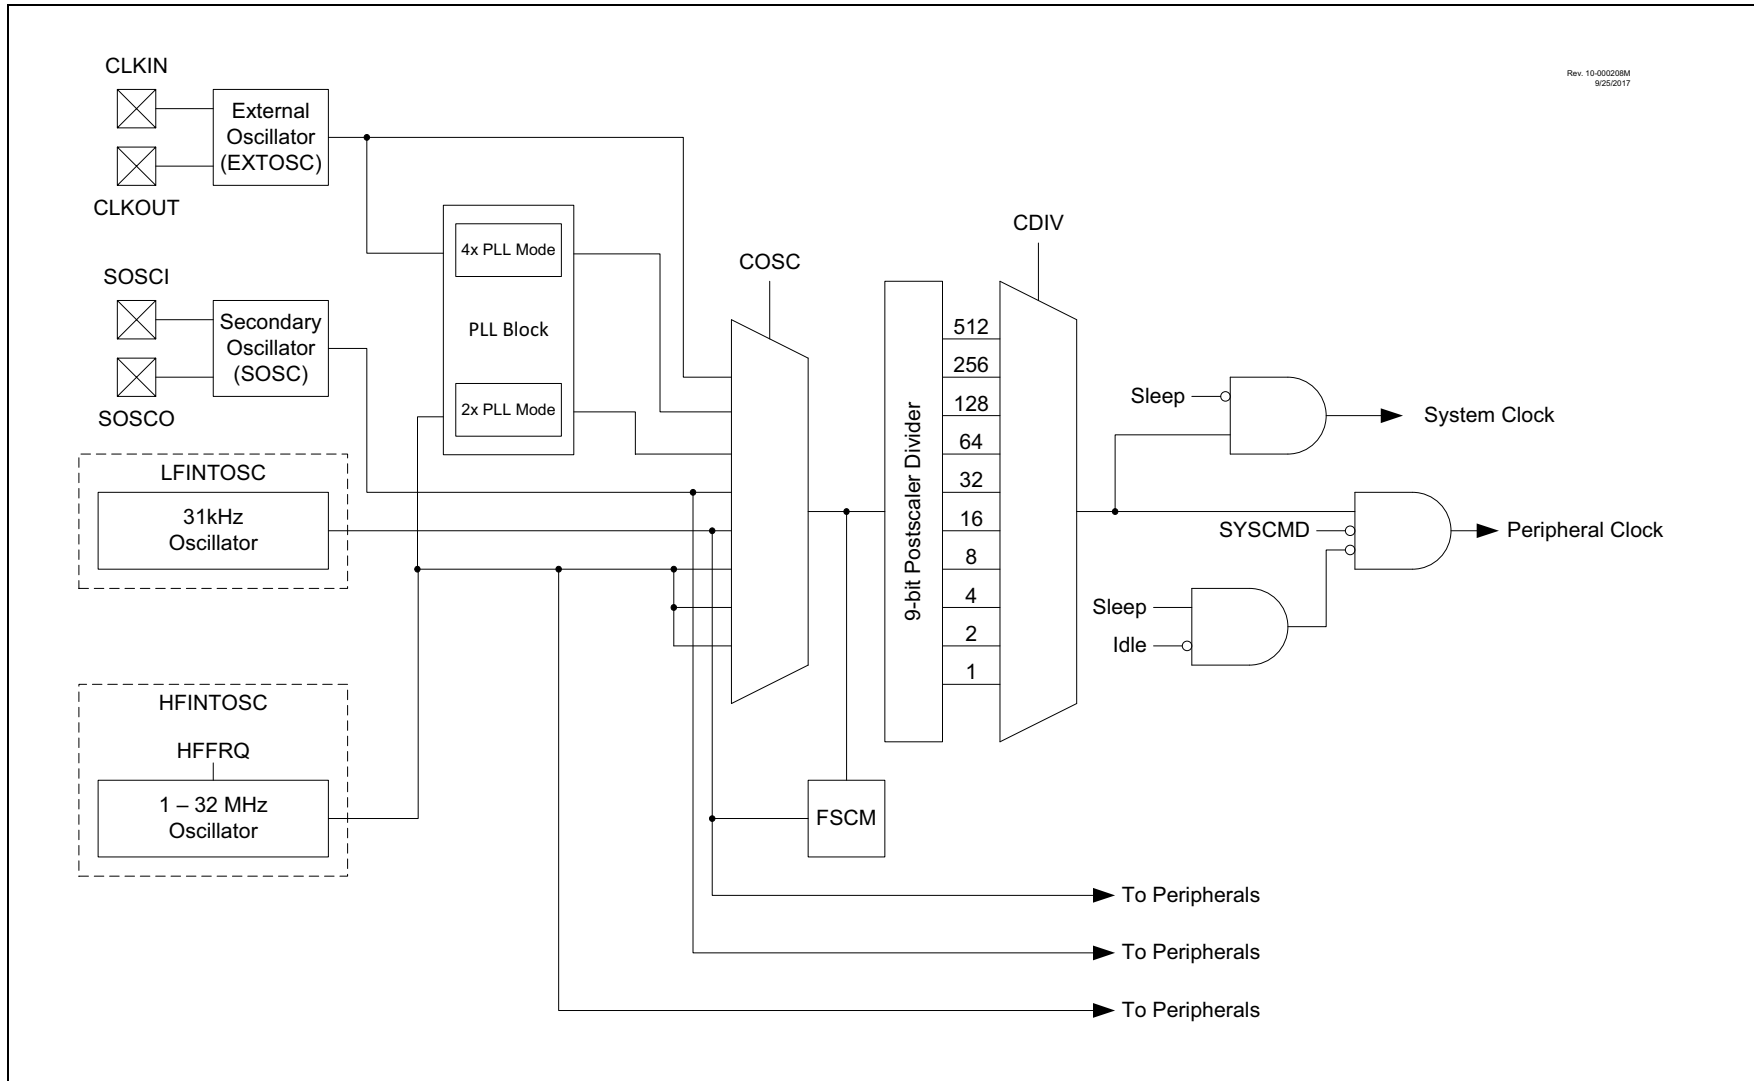 Rev. 10-000208M
9/25/2017
CLKIN
External
Oscillator
(EXTOSC)
CLKOUT
SOSCI
Secondary
Oscillator
(SOSC)
SOSCO
LFINTOSC
31kHz
Oscillator
HFINTOSC
HFFRQ
1 – 32 MHz
Oscillator
4x PLL Mode
PLL Block
2x PLL Mode
COSC
FSCM
9-bit Postscaler Divider
512
256
128
64
32
16
8
4
2
1
CDIV
Sleep
System Clock
SYSCMD
Peripheral Clock
Sleep
Idle
To Peripherals
To Peripherals
To Peripherals